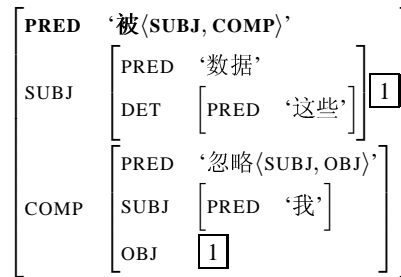 PRED ‘被⟨SUBJ, COMP⟩’
SUBJ
PRED ‘数据’
DET PRED ‘这些’
1
COMP
PRED ‘忽略⟨SUBJ, OBJ⟩’
SUBJ PRED ‘我’
OBJ 1